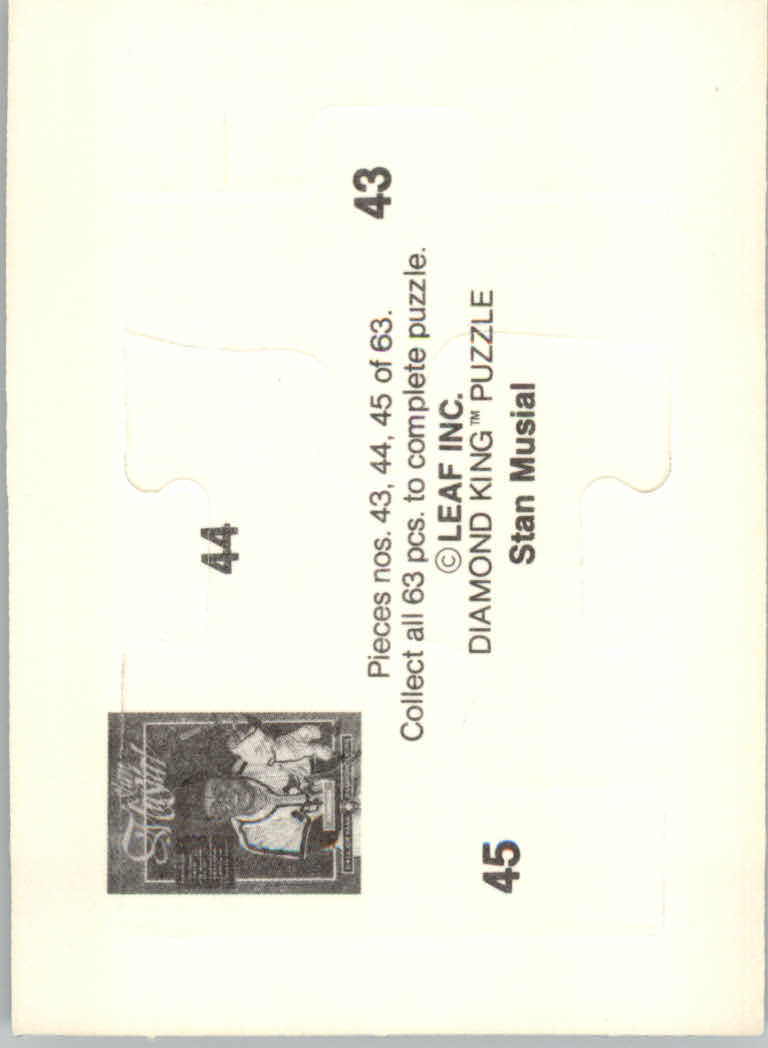 43
44
45
Pieces nos. 43, 44, 45 of 63.
Collect all 63 pcs. to complete puzzle.
© LEAF INC.
DIAMOND KING™ PUZZLE
Stan Musial